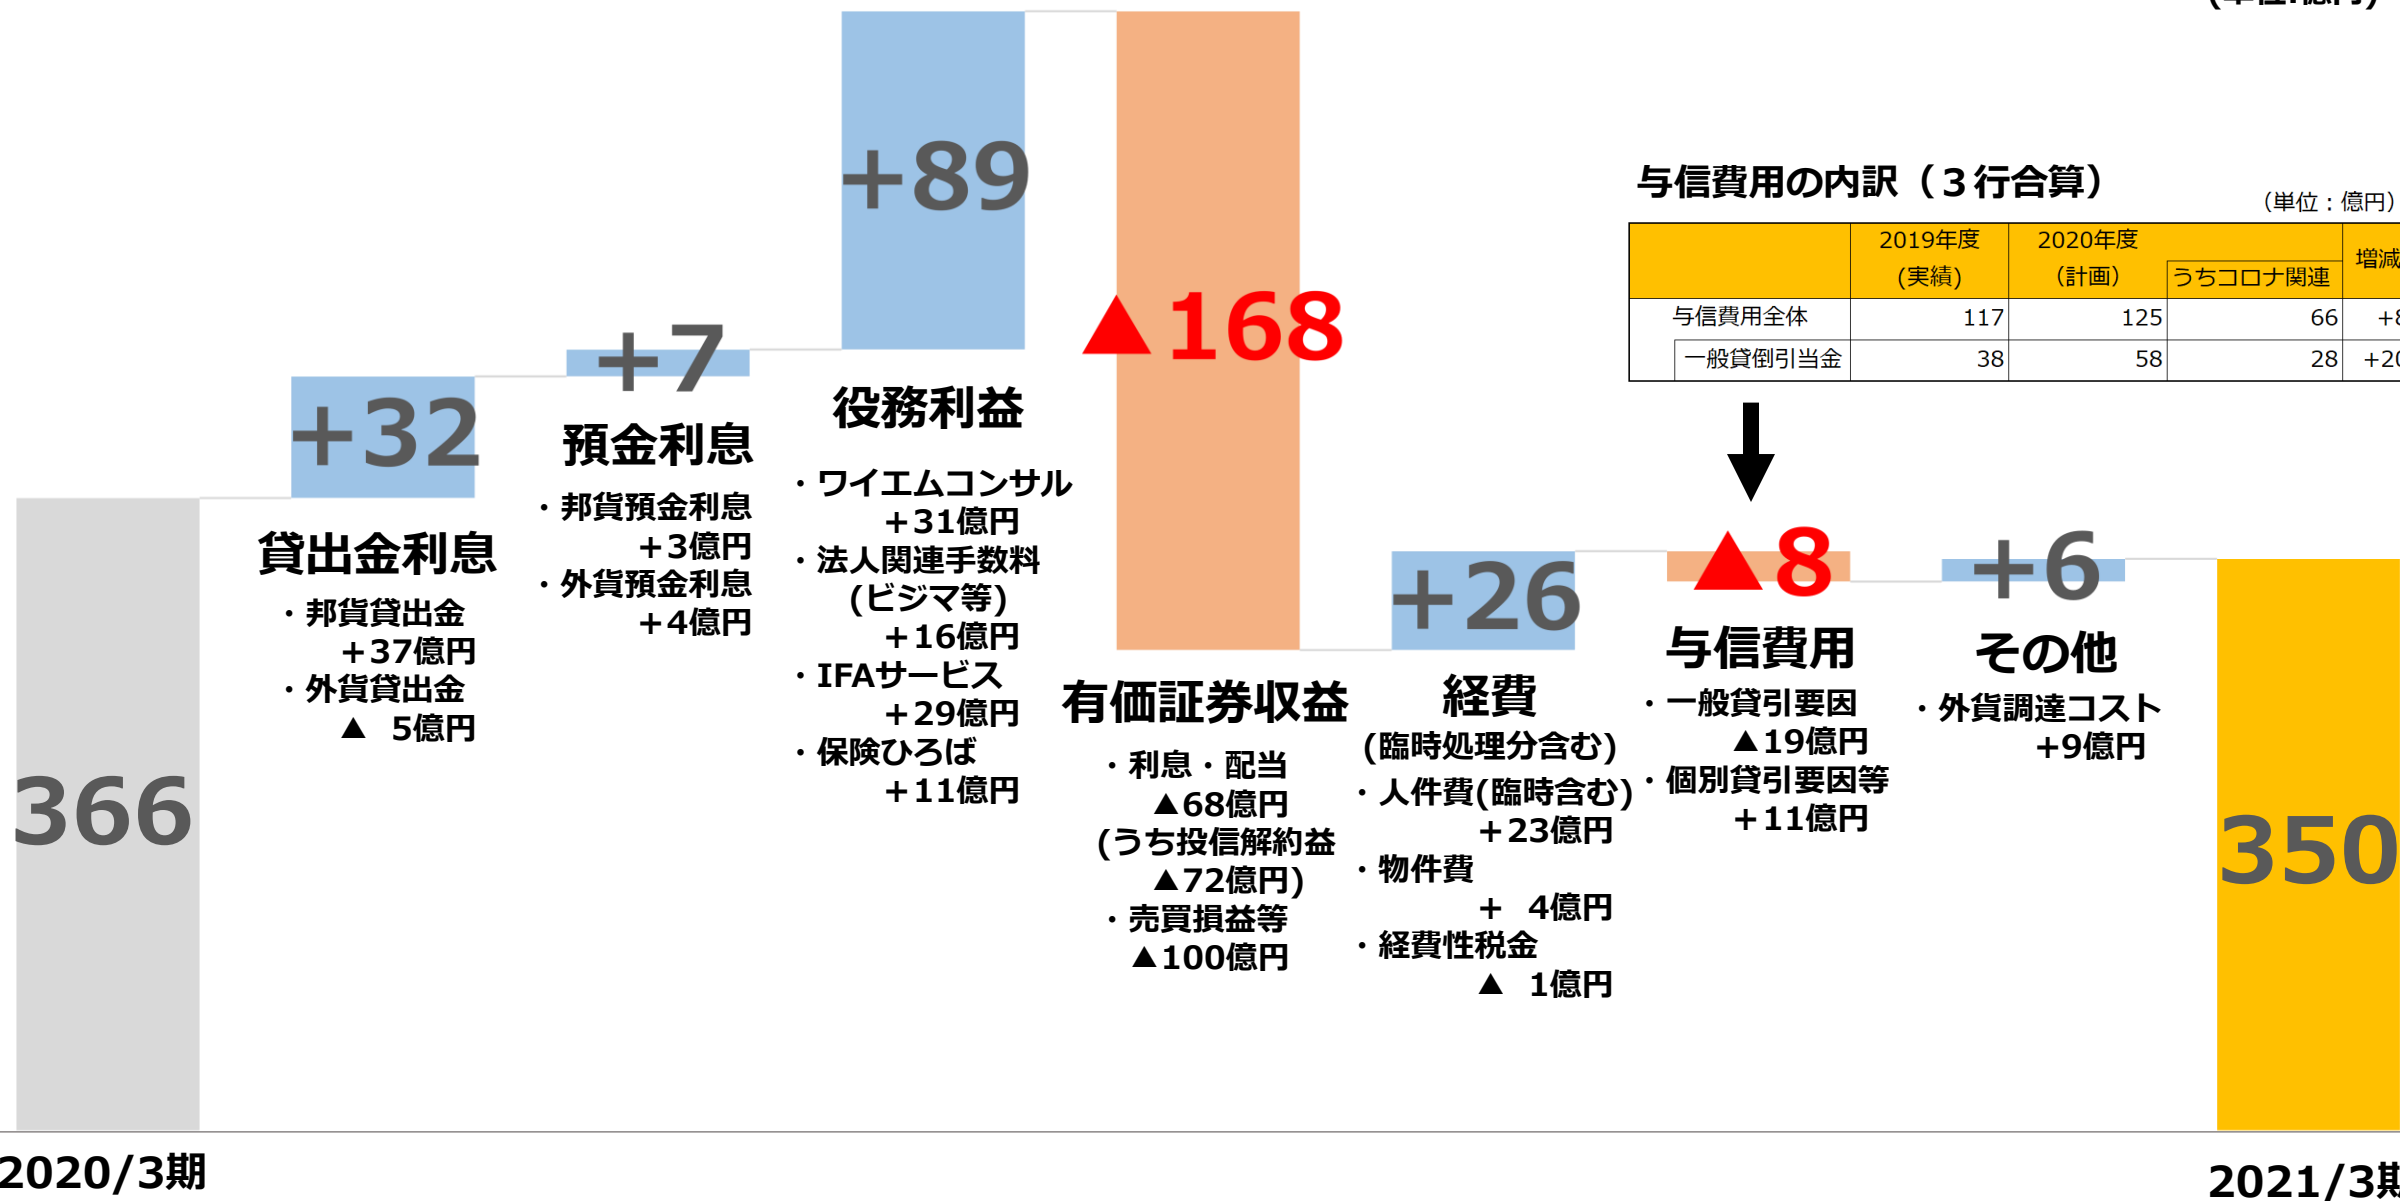 (単位:億円)
+89
与信費用の内訳（３行合算）
（単位：億円）
2019年度 2020年度
増減
(実績) （計画） うちコロナ関連
与信費用全体 117 125 66 +8
一般貸倒引当金 38 58 28 +20
▲168
+7
+32
役務利益
・ワイエムコンサル
+31億円
・法人関連手数料
(ビジマ等)
+16億円
・IFAサービス
+29億円
・保険ひろば
+11億円
預金利息
・邦貨預金利息
+3億円
・外貨預金利息
+4億円
貸出金利息
・邦貨貸出金
+37億円
・外貨貸出金
▲ 5億円
366
有価証券収益
・利息・配当
▲68億円
(うち投信解約益
▲72億円)
・売買損益等
▲100億円
+26
経費
(臨時処理分含む)
・人件費(臨時含む)
+23億円
・物件費
+ 4億円
・経費性税金
▲ 1億円
▲8
与信費用
・一般貸引要因
▲19億円
・個別貸引要因等
+11億円
+6
その他
・外貨調達コスト
+9億円
350
2020/3期
2021/3期